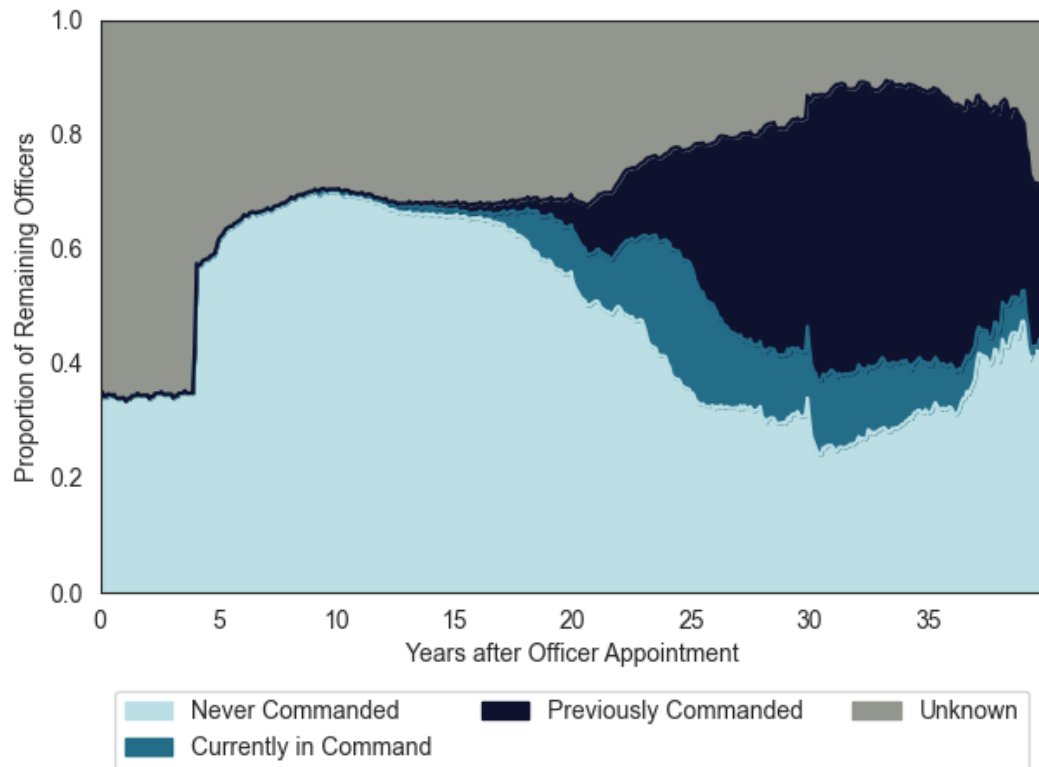 Proportion of Remaining Officers
1.0
0.8
0.6
0.4
0.2
0.0
0 5 10 15 20 25 30 35
Years after Officer Appointment
Never Commanded Previously Commanded Unknown
Currently in Command